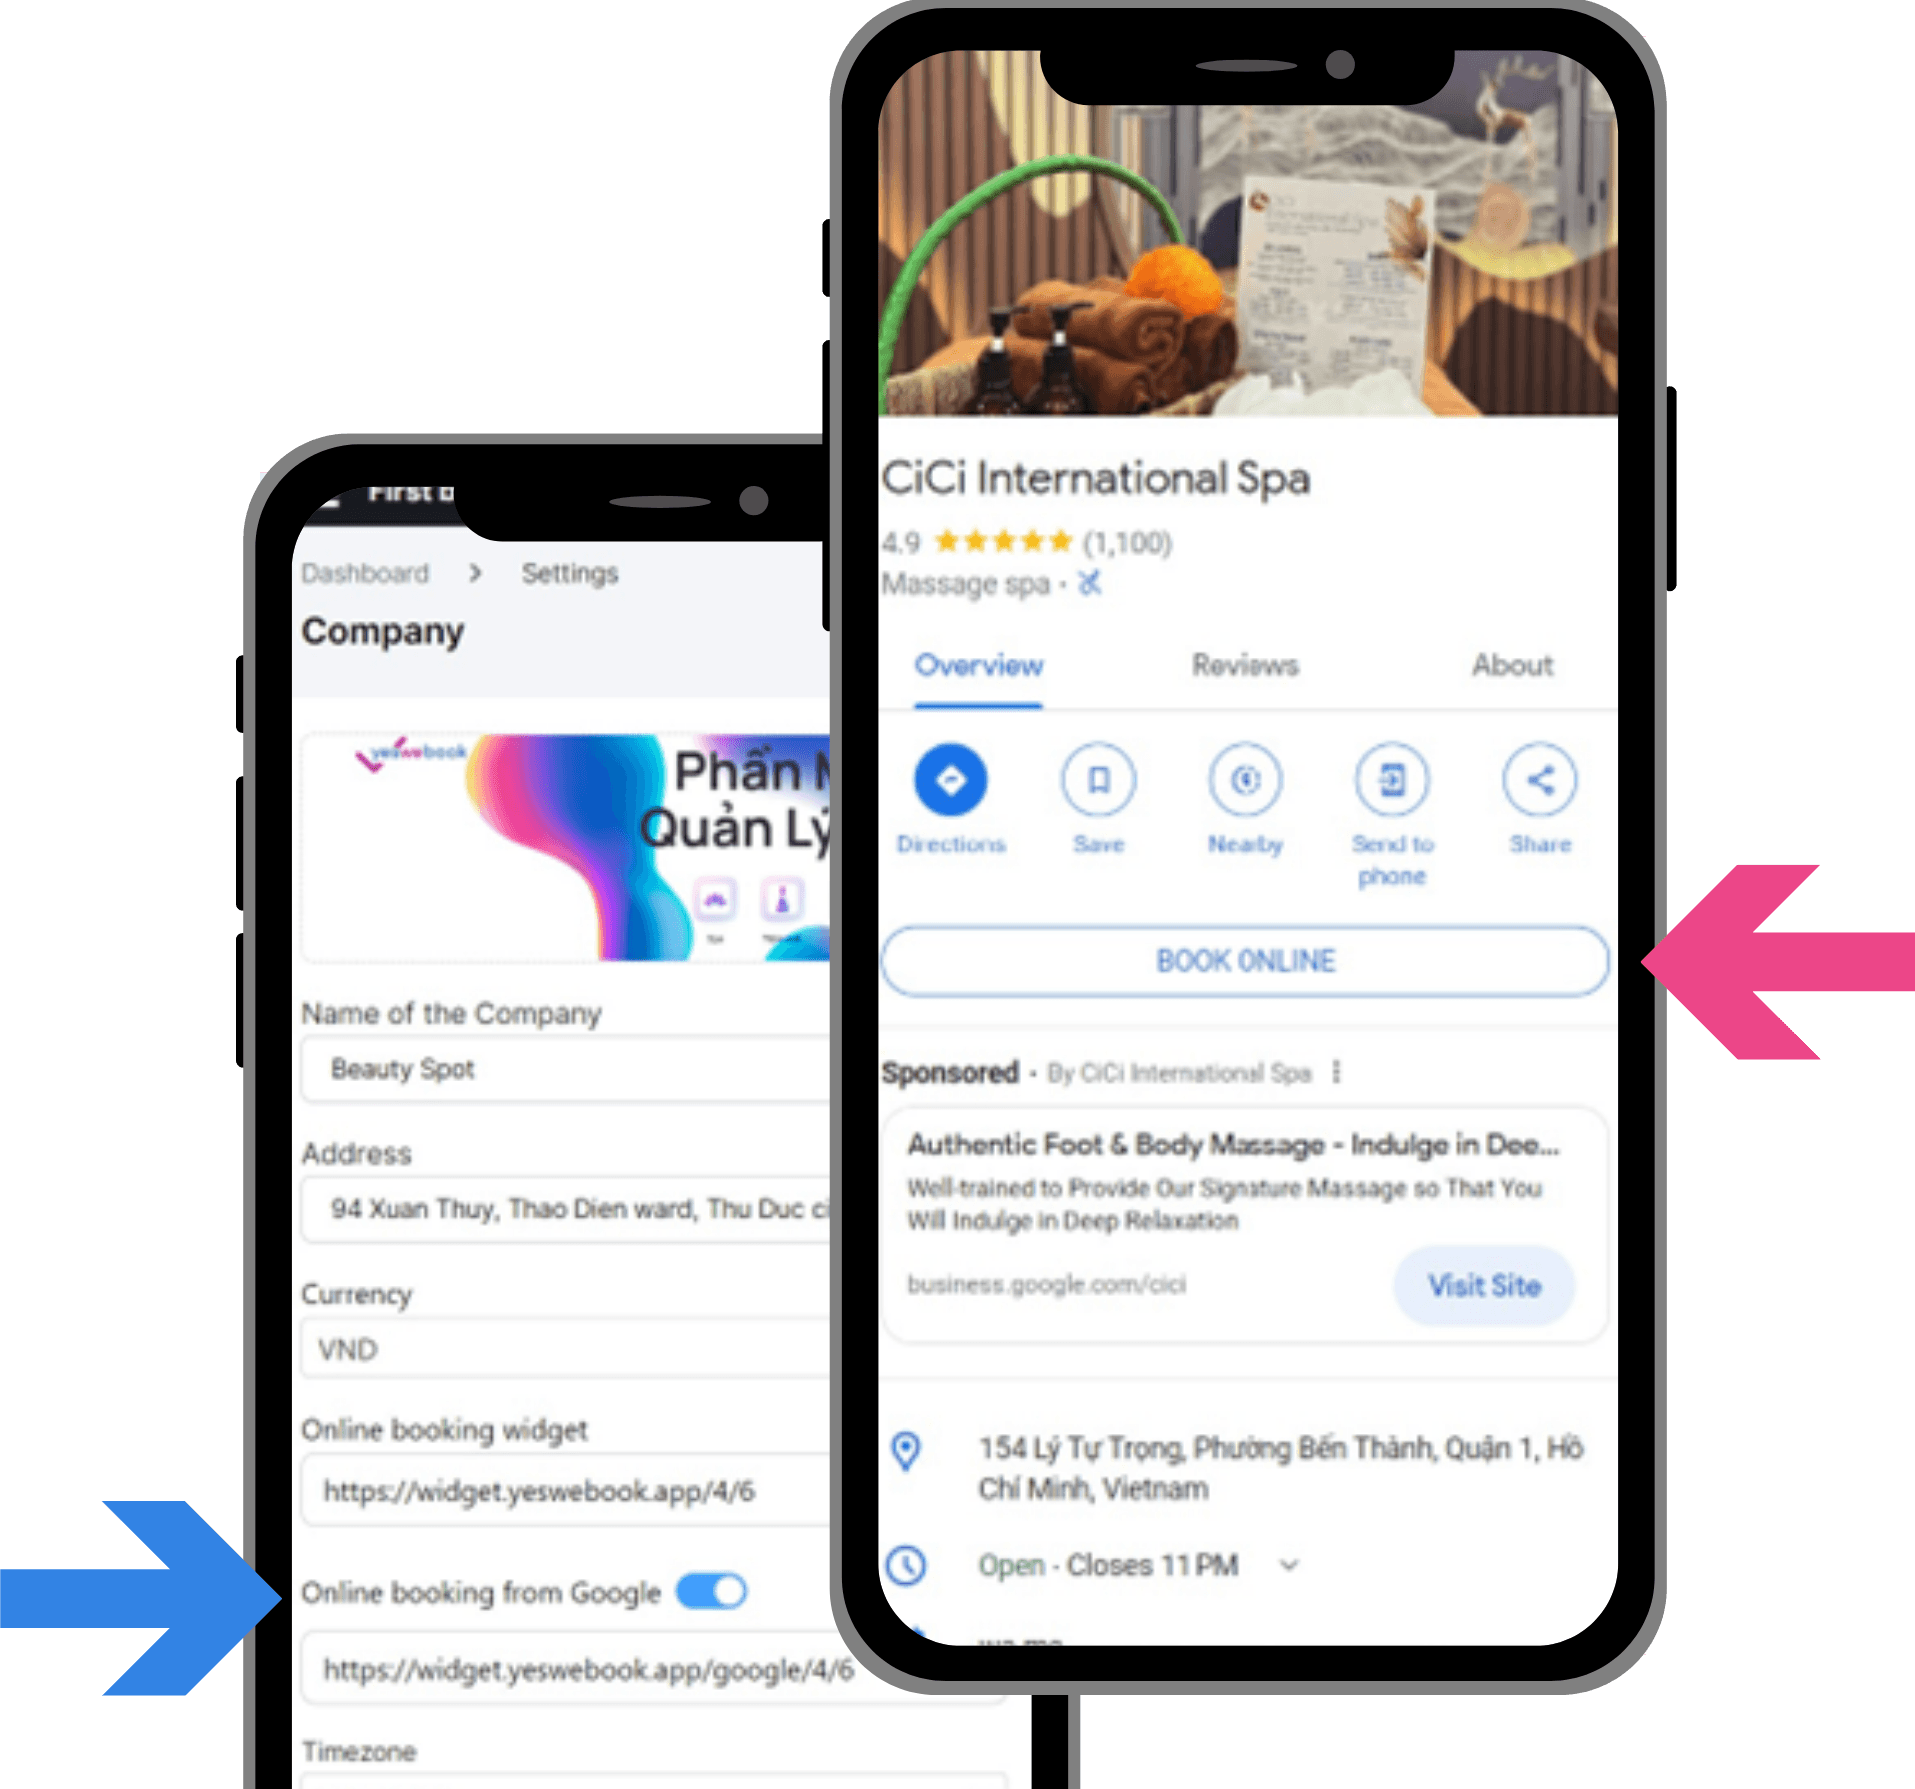 First b
Dashboard > Settings
Company
yeswebook
Phần M
Quản Lý
Name of the Company
Beauty Spot
Address
94 Xuan Thuy, Thao Dien ward, Thu Duc ci
Currency
VND
Online booking widget
https://widget.yeswebook.app/4/6
Online booking from Google
https://widget.yeswebook.app/google/4/6
Timezone
International Spa
CiCi International Spa
4.9 (1,100)
Massage spa ·
Overview Reviews About
Directions Save Nearby Send to phone Share
BOOK ONLINE
Sponsored · By CiCi International Spa
Authentic Foot & Body Massage - Indulge in Dee...
Well-trained to Provide Our Signature Massage so That You
Will Indulge in Deep Relaxation
business.google.com/cici
Visit Site
154 Lý Tự Trọng, Phường Bến Thành, Quận 1, Hồ
Chí Minh, Vietnam
Open · Closes 11 PM